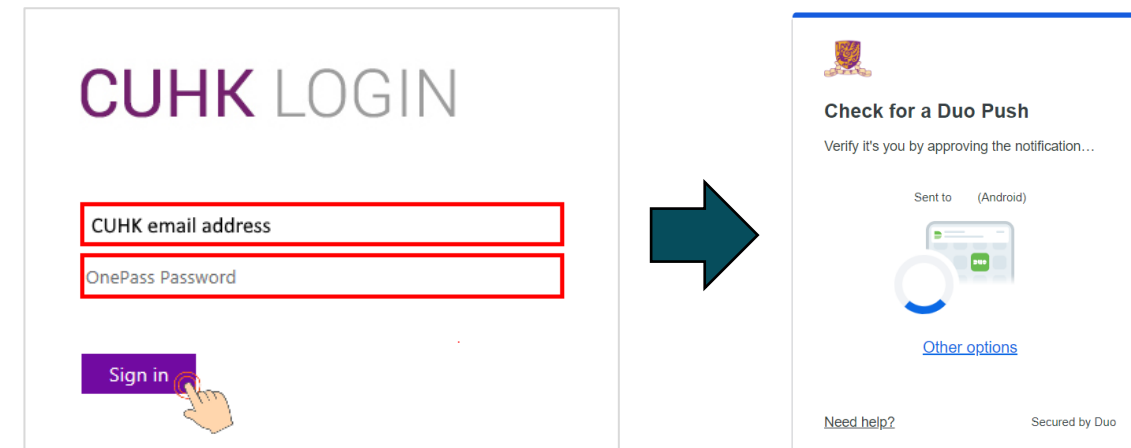 CUHK LOGIN
CUHK email address
OnePass Password
Sign in
Check for a Duo Push
Verify it's you by approving the notification…
Sent to (Android)
DUO
Other options
Need help?
Secured by Duo